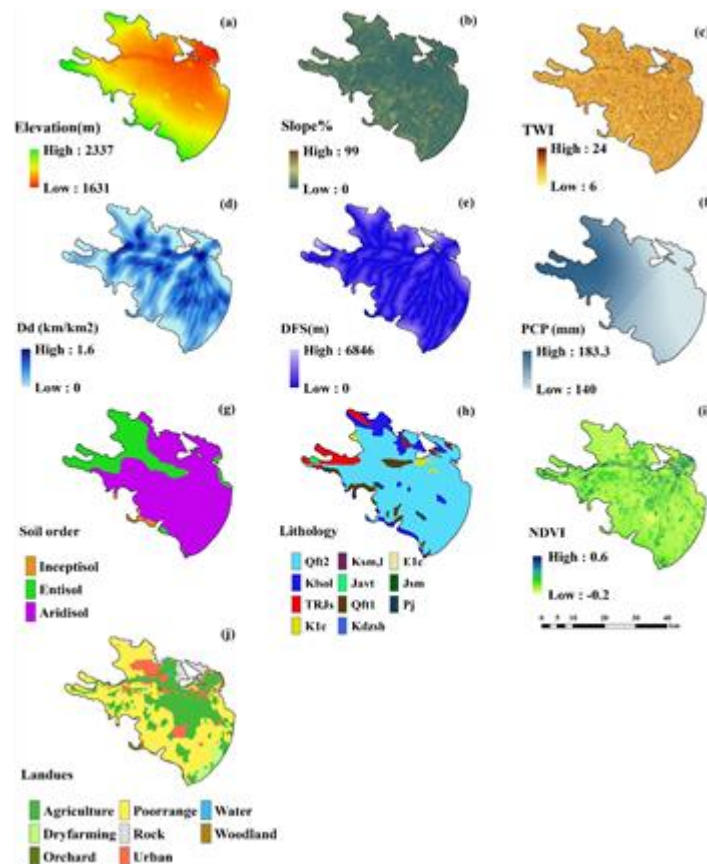 (a)
Elevation(m)
High : 2337
Low : 1631
(b)
Slope%
High : 99
Low : 0
(c)
TWI
High : 24
Low : 6
(d)
Dd (km/km2)
High : 1.6
Low : 0
(e)
DFS(m)
High : 6846
Low : 0
(f)
PCP (mm)
High : 183.3
Low : 140
(g)
Soil order
Inceptisol
Entisol
Aridisol
(h)
Lithology
Qft2 KsmJ E1c
Klsol Javt Jsm
TRJs Qft1 Pj
K1c Kdzsh
(i)
NDVI
High : 0.6
Low : -0.2
(j)
Landues
Agriculture Poorrange Water
Dryfarming Rock Woodland
Orchard Urban